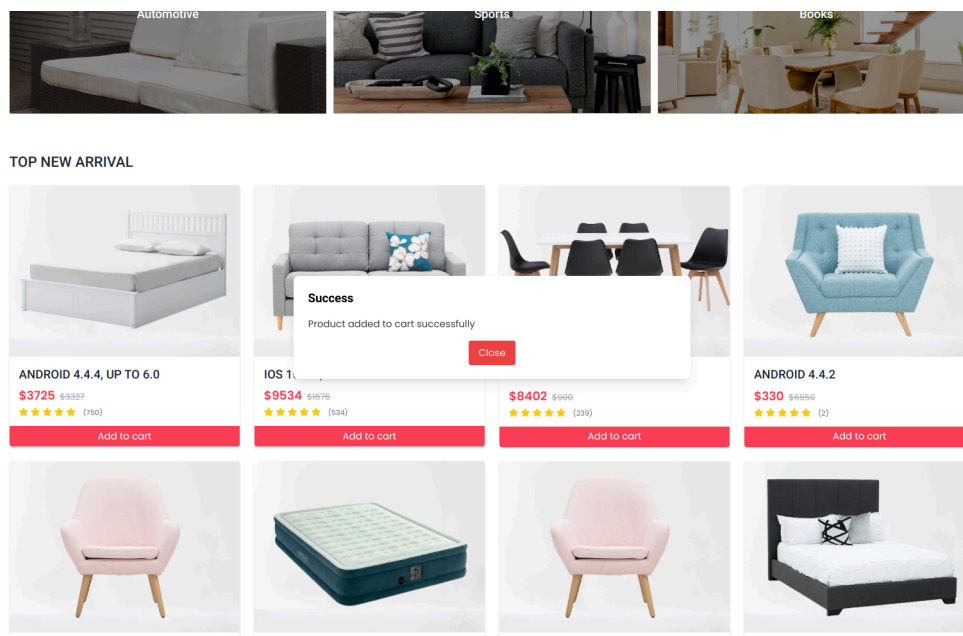 Automotive
Sports
Books
TOP NEW ARRIVAL
Success
Product added to cart successfully
Close
ANDROID 4.4.4, UP TO 6.0
$3725 $3327
(750)
Add to cart
IOS
$9534 $1676
(534)
Add to cart
$8402 $900
(239)
Add to cart
ANDROID 4.4.2
$330 $6950
(2)
Add to cart